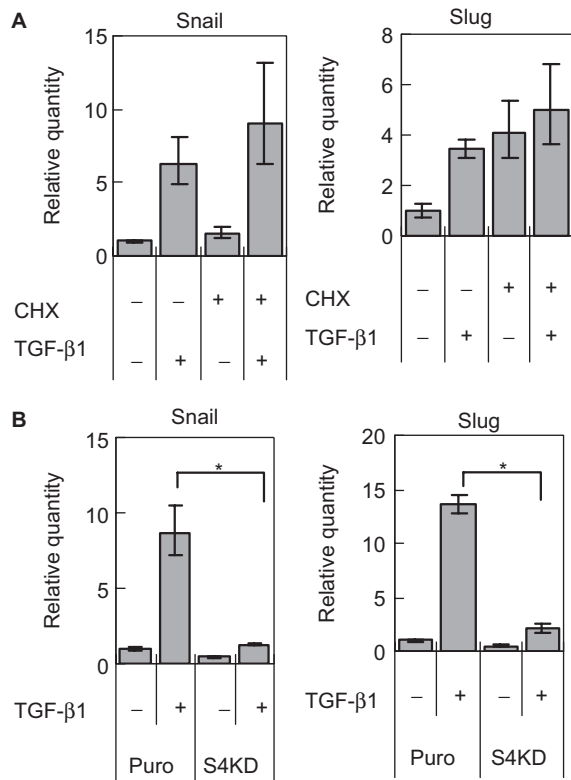 A
Snail
Slug
Relative quantity
15
10
5
0
Relative quantity
8
6
4
2
0
CHX – – + +
TGF-β1 – + – +
CHX – – + +
TGF-β1 – + – +
B
Snail
Slug
Relative quantity
15
10
5
0
*
Relative quantity
20
15
10
5
0
*
TGF-β1 – + – +
Puro S4KD
TGF-β1 – + – +
Puro S4KD